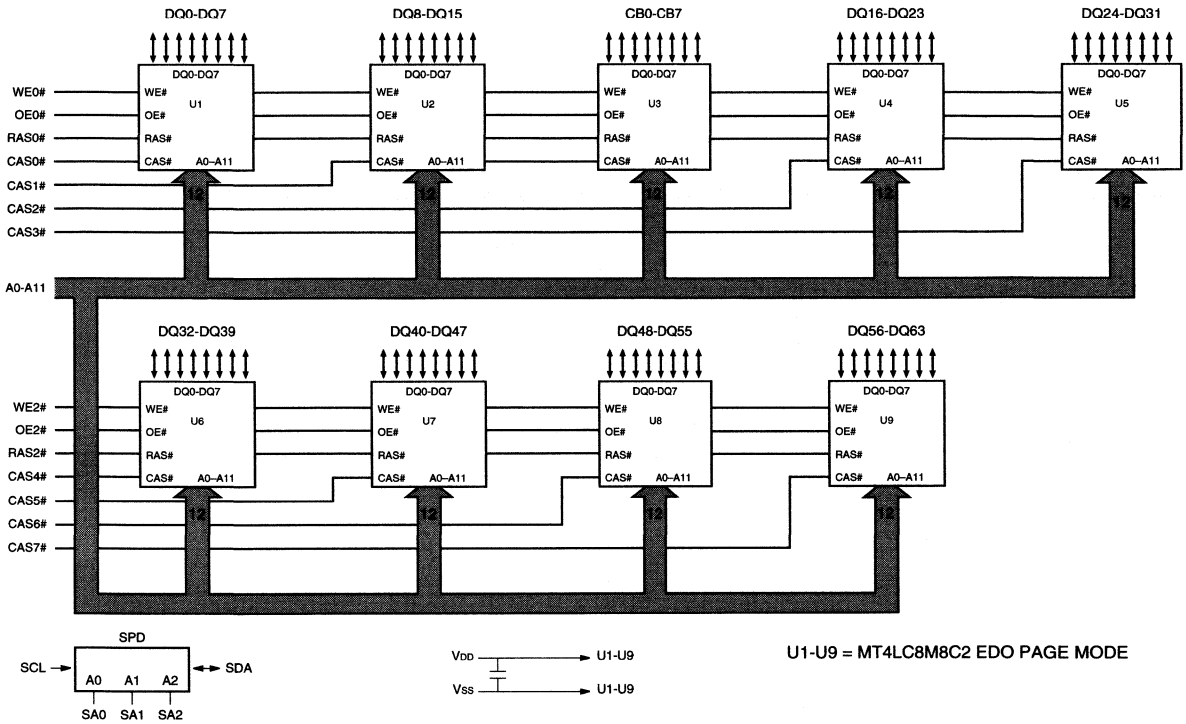 DQ0-DQ7 DQ8-DQ15 CB0-CB7 DQ16-DQ23 DQ24-DQ31
DQ0-DQ7 DQ0-DQ7 DQ0-DQ7 DQ0-DQ7 DQ0-DQ7
WE0# WE# WE# WE# WE# WE#
U1 U2 U3 U4 U5
OE0# OE# OE# OE# OE# OE#
RAS0# RAS# RAS# RAS# RAS# RAS#
CAS0# CAS# A0–A11 CAS# A0–A11 CAS# A0–A11 CAS# A0–A11 CAS# A0–A11
CAS1#
12 12 12 12 12
CAS2#
CAS3#
A0-A11
DQ32-DQ39 DQ40-DQ47 DQ48-DQ55 DQ56-DQ63
DQ0-DQ7 DQ0-DQ7 DQ0-DQ7 DQ0-DQ7
WE2# WE# WE# WE# WE#
U6 U7 U8 U9
OE2# OE# OE# OE# OE#
RAS2# RAS# RAS# RAS# RAS#
CAS4# CAS# A0–A11 CAS# A0–A11 CAS# A0–A11 CAS# A0–A11
CAS5#
12 12 12 12
CAS6#
CAS7#
SPD
SCL A0 A1 A2 SDA
SA0 SA1 SA2
VDD U1-U9
VSS U1-U9
U1-U9 = MT4LC8M8C2 EDO PAGE MODE